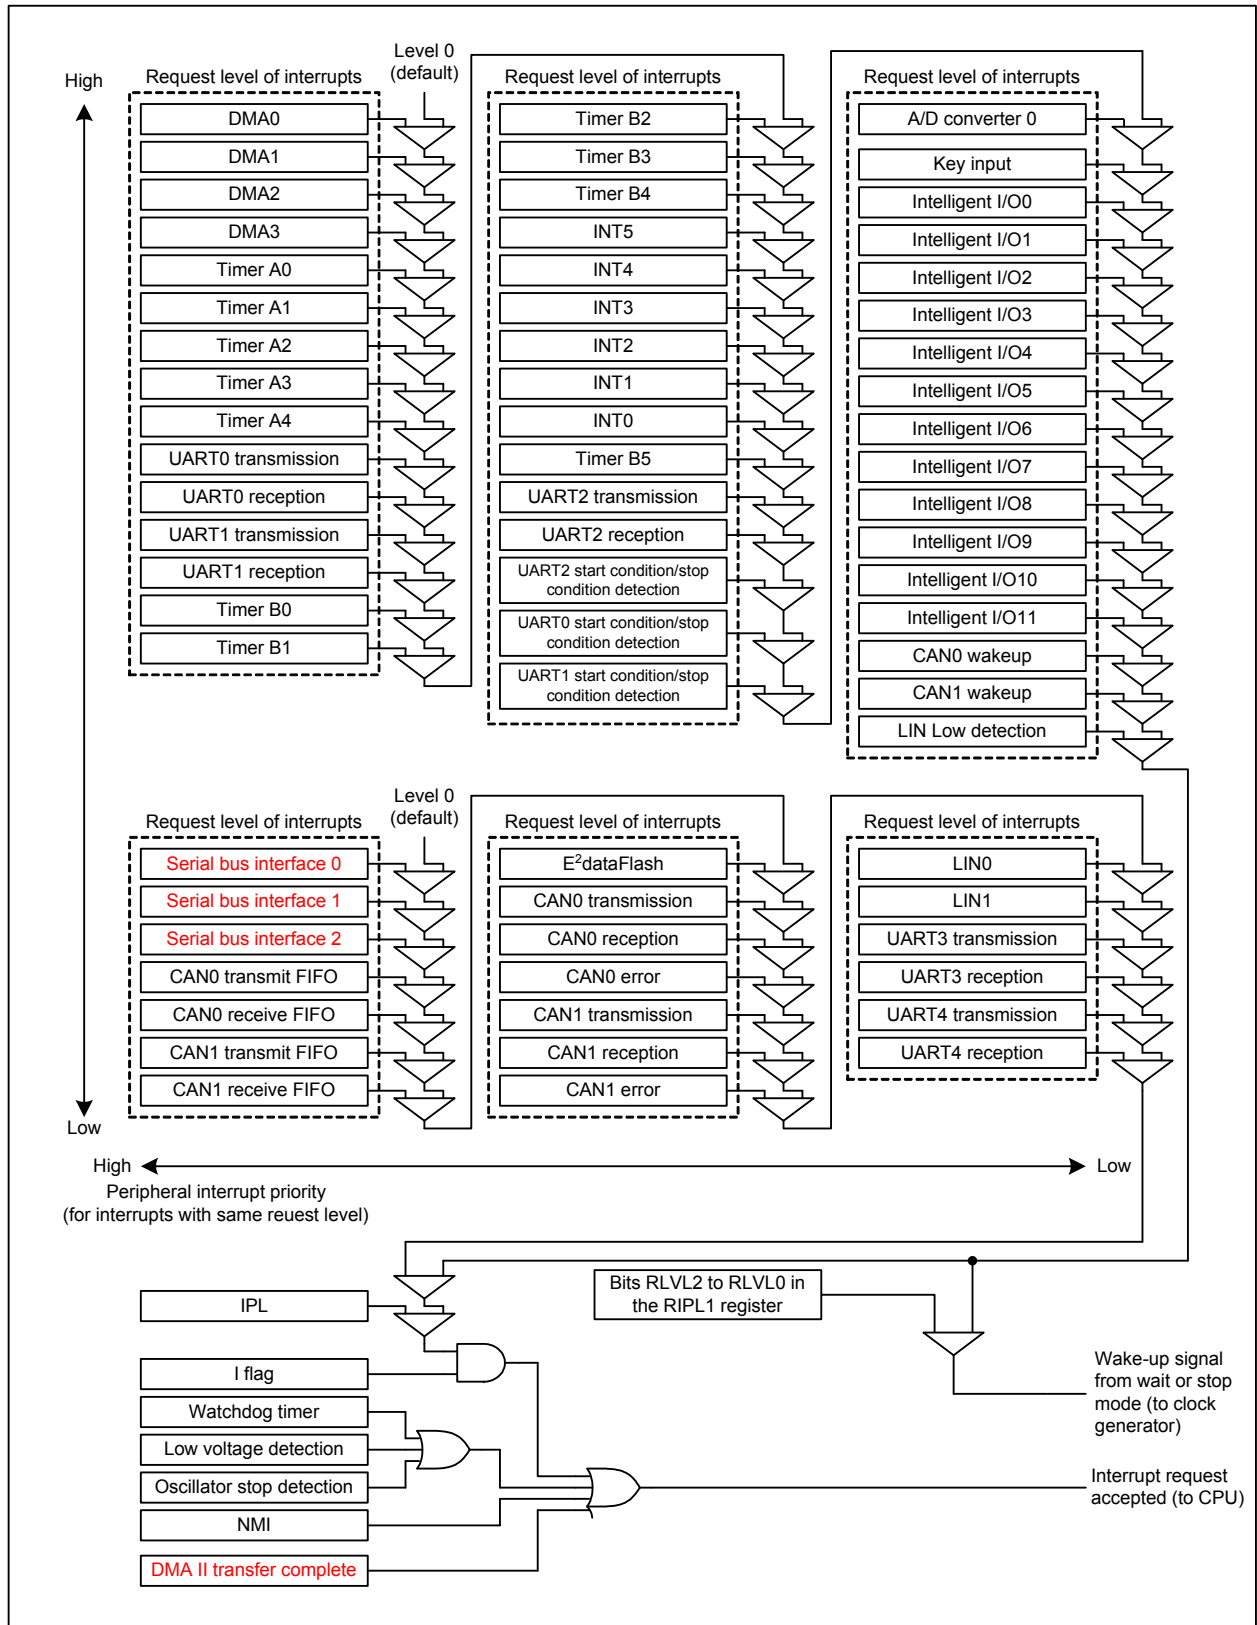 High
Level 0
(default)
Request level of interrupts
DMA0
DMA1
DMA2
DMA3
Timer A0
Timer A1
Timer A2
Timer A3
Timer A4
UART0 transmission
UART0 reception
UART1 transmission
UART1 reception
Timer B0
Timer B1
Request level of interrupts
Timer B2
Timer B3
Timer B4
INT5
INT4
INT3
INT2
INT1
INT0
Timer B5
UART2 transmission
UART2 reception
UART2 start condition/stop
condition detection
UART0 start condition/stop
condition detection
UART1 start condition/stop
condition detection
Request level of interrupts
A/D converter 0
Key input
Intelligent I/O0
Intelligent I/O1
Intelligent I/O2
Intelligent I/O3
Intelligent I/O4
Intelligent I/O5
Intelligent I/O6
Intelligent I/O7
Intelligent I/O8
Intelligent I/O9
Intelligent I/O10
Intelligent I/O11
CAN0 wakeup
CAN1 wakeup
LIN Low detection
Level 0
(default)
Request level of interrupts
Serial bus interface 0
Serial bus interface 1
Serial bus interface 2
CAN0 transmit FIFO
CAN0 receive FIFO
CAN1 transmit FIFO
CAN1 receive FIFO
Request level of interrupts
E²dataFlash
CAN0 transmission
CAN0 reception
CAN0 error
CAN1 transmission
CAN1 reception
CAN1 error
Request level of interrupts
LIN0
LIN1
UART3 transmission
UART3 reception
UART4 transmission
UART4 reception
Low
High
Low
Peripheral interrupt priority
(for interrupts with same reuest level)
Bits RLVL2 to RLVL0 in
the RIPL1 register
IPL
I flag
Watchdog timer
Low voltage detection
Oscillator stop detection
NMI
DMA II transfer complete
Wake-up signal
from wait or stop
mode (to clock
generator)
Interrupt request
accepted (to CPU)